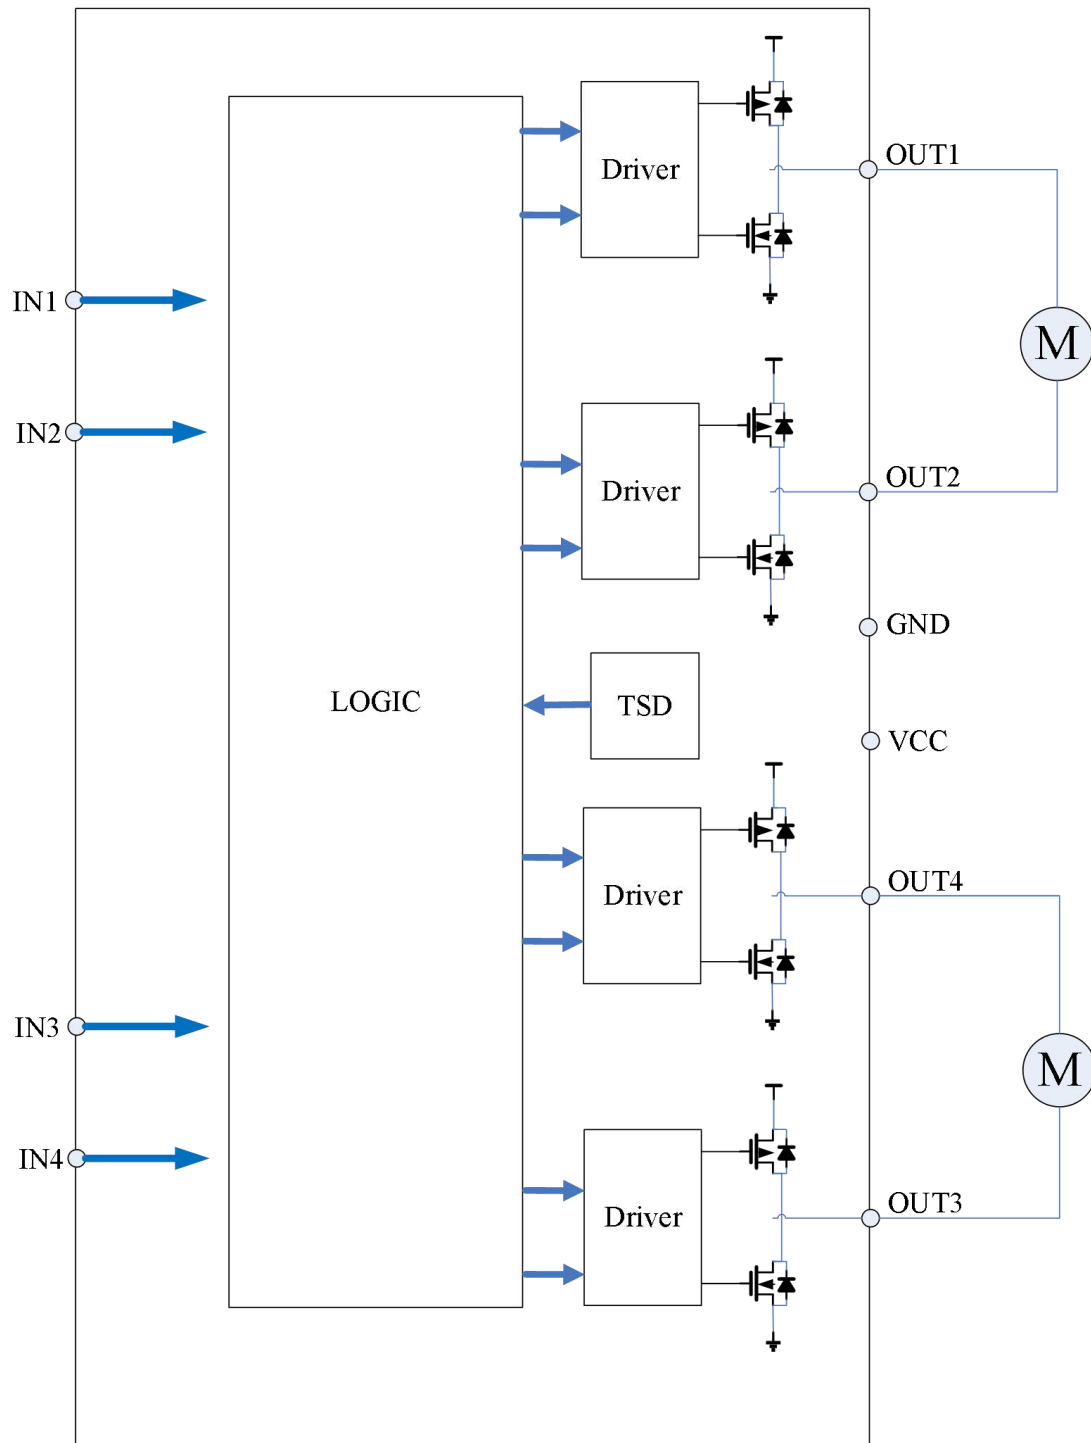 Driver
OUT1
IN1
M
IN2
Driver
OUT2
GND
LOGIC
TSD
VCC
Driver
OUT4
IN3
M
IN4
Driver
OUT3